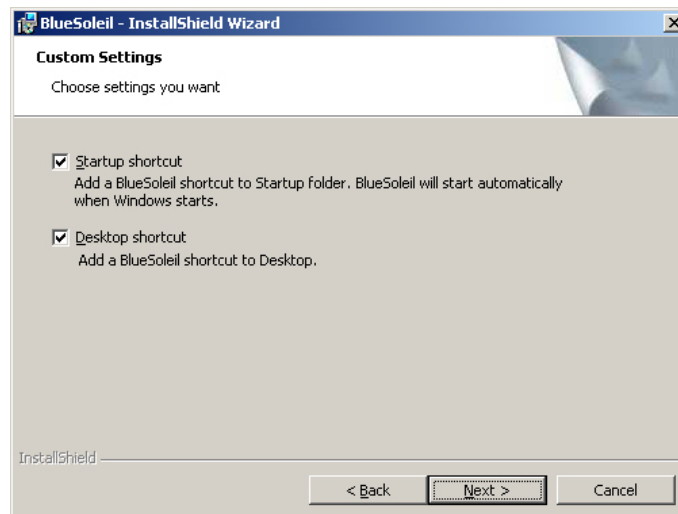 BlueSoleil - InstallShield Wizard
Custom Settings
Choose settings you want
Startup shortcut
Add a BlueSoleil shortcut to Startup folder. BlueSoleil will start automatically
when Windows starts.
Desktop shortcut
Add a BlueSoleil shortcut to Desktop.
InstallShield
< Back Next > Cancel